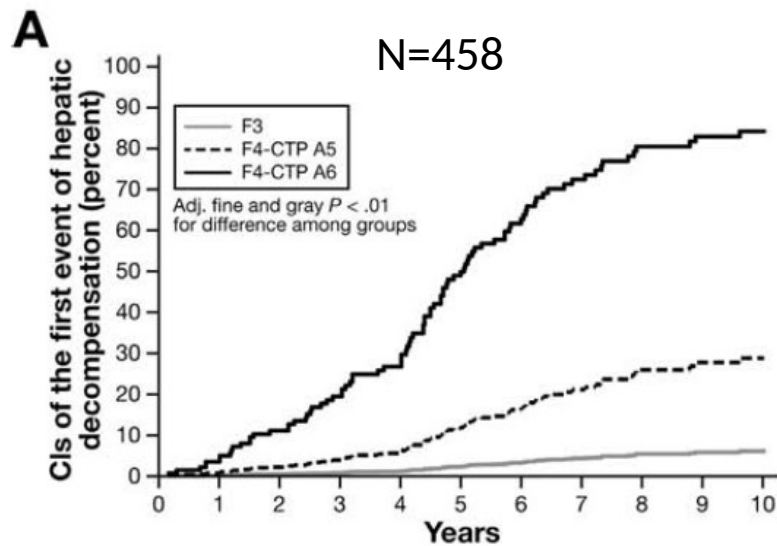 A
N=458
CIs of the first event of hepatic
decompensation (percent)
100
90
80
70
60
50
40
30
20
10
0
F3
F4-CTP A5
F4-CTP A6
Adj. fine and gray P < .01
for difference among groups
0 1 2 3 4 5 6 7 8 9 10
Years